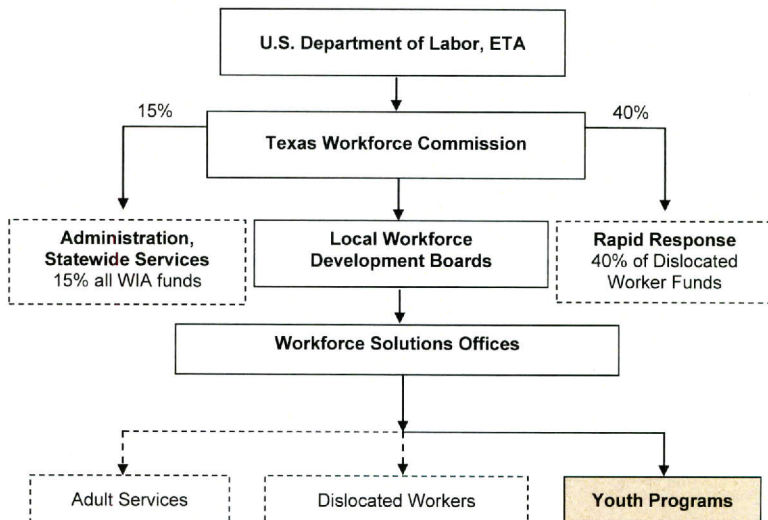 U.S. Department of Labor, ETA
15%
40%
Texas Workforce Commission
Administration,
Statewide Services
15% all WIA funds
Local Workforce
Development Boards
Rapid Response
40% of Dislocated
Worker Funds
Workforce Solutions Offices
Adult Services
Dislocated Workers
Youth Programs